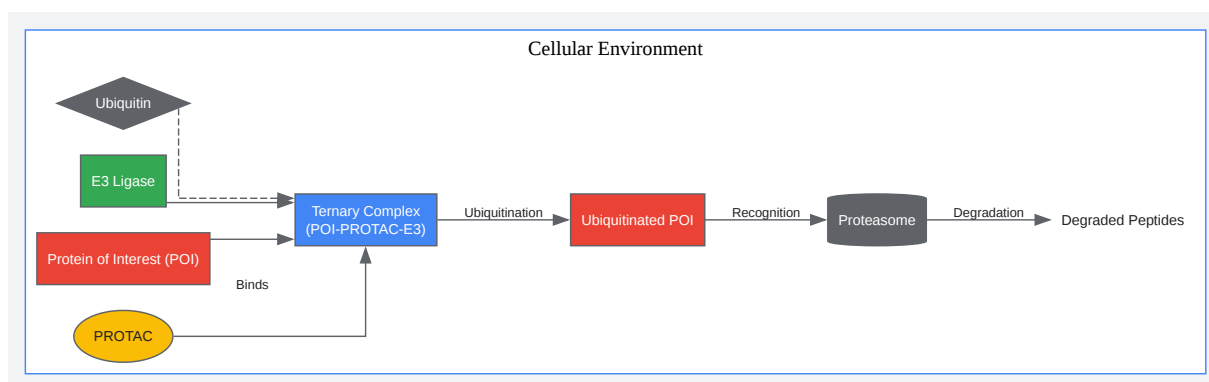 Cellular Environment
Ubiquitin
E3 Ligase
Protein of Interest (POI)
Binds
PROTAC
Ternary Complex
(POI-PROTAC-E3)
Ubiquitination
Ubiquitinated POI
Recognition
Proteasome
Degradation
Degraded Peptides